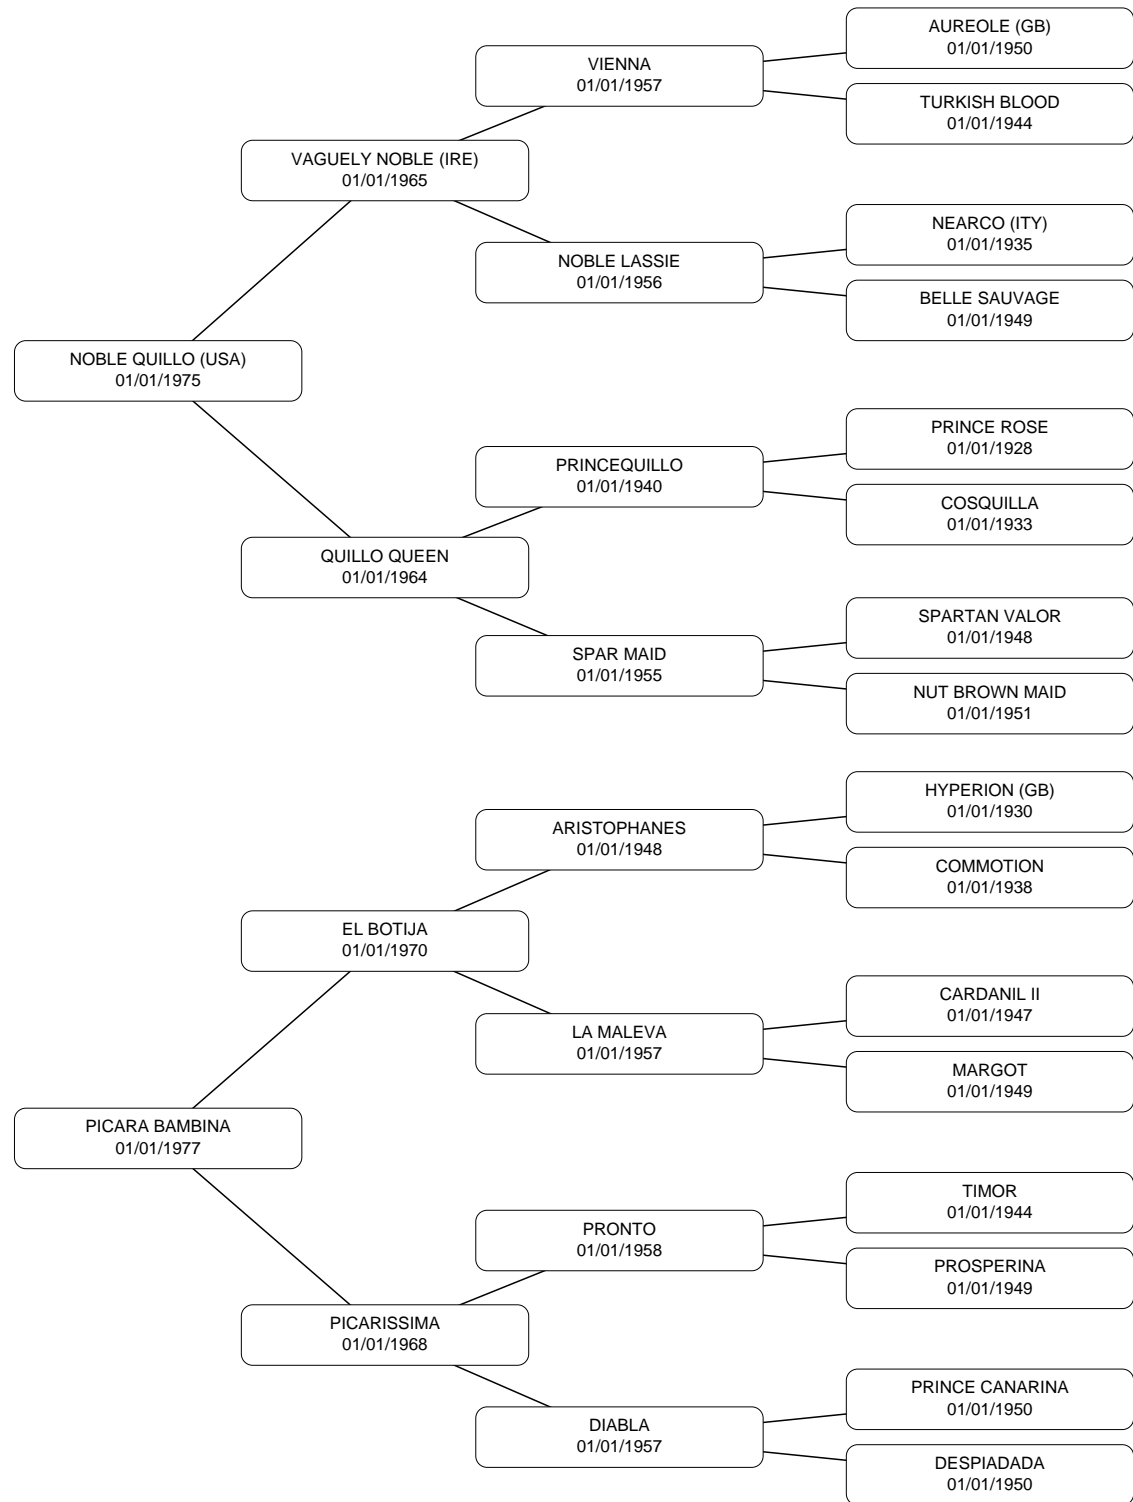 AUREOLE (GB)
01/01/1950
VIENNA
01/01/1957
TURKISH BLOOD
01/01/1944
VAGUELY NOBLE (IRE)
01/01/1965
NEARCO (ITY)
01/01/1935
NOBLE LASSIE
01/01/1956
BELLE SAUVAGE
01/01/1949
NOBLE QUILLO (USA)
01/01/1975
PRINCE ROSE
01/01/1928
PRINCEQUILLO
01/01/1940
COSQUILLA
01/01/1933
QUILLO QUEEN
01/01/1964
SPARTAN VALOR
01/01/1948
SPAR MAID
01/01/1955
NUT BROWN MAID
01/01/1951
HYPERION (GB)
01/01/1930
ARISTOPHANES
01/01/1948
COMMOTION
01/01/1938
EL BOTIJA
01/01/1970
CARDANIL II
01/01/1947
LA MALEVA
01/01/1957
MARGOT
01/01/1949
PICARA BAMBINA
01/01/1977
TIMOR
01/01/1944
PRONTO
01/01/1958
PROSPERINA
01/01/1949
PICARISSIMA
01/01/1968
PRINCE CANARINA
01/01/1950
DIABLA
01/01/1957
DESPIADADA
01/01/1950